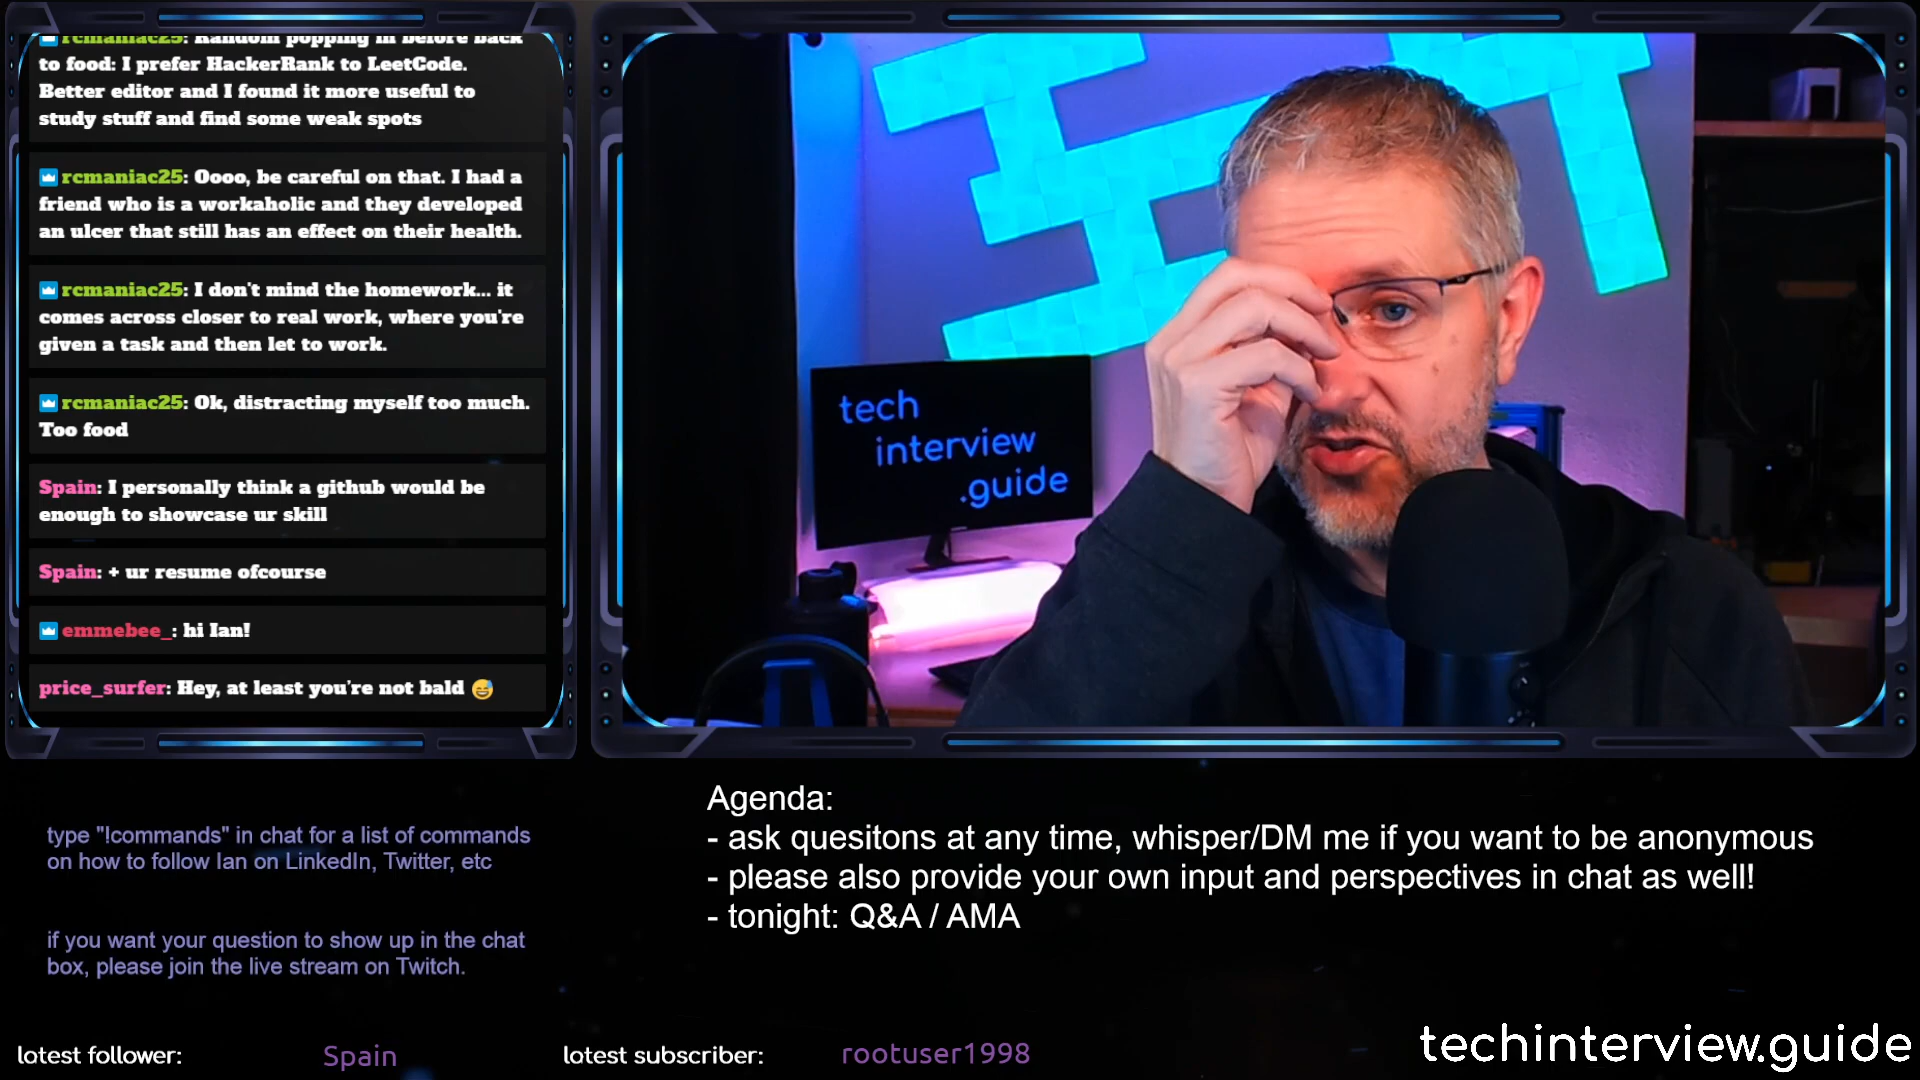 rcmaniac25: Random popping in before back
to food: I prefer HackerRank to LeetCode.
Better editor and I found it more useful to
study stuff and find some weak spots
rcmaniac25: Oooo, be careful on that. I had a
friend who is a workaholic and they developed
an ulcer that still has an effect on their health.
rcmaniac25: I don't mind the homework... it
comes across closer to real work, where you're
given a task and then let to work.
rcmaniac25: Ok, distracting myself too much.
Too food
Spain: I personally think a github would be
enough to showcase ur skill
Spain: + ur resume ofcourse
emmebee_: hi Ian!
price_surfer: Hey, at least you're not bald 😅
tech
interview
.guide
type "!commands" in chat for a list of commands
on how to follow Ian on LinkedIn, Twitter, etc
if you want your question to show up in the chat
box, please join the live stream on Twitch.
Agenda:
- ask quesitons at any time, whisper/DM me if you want to be anonymous
- please also provide your own input and perspectives in chat as well!
- tonight: Q&A / AMA
latest follower: Spain
latest subscriber: rootuser1998
techinterview.guide